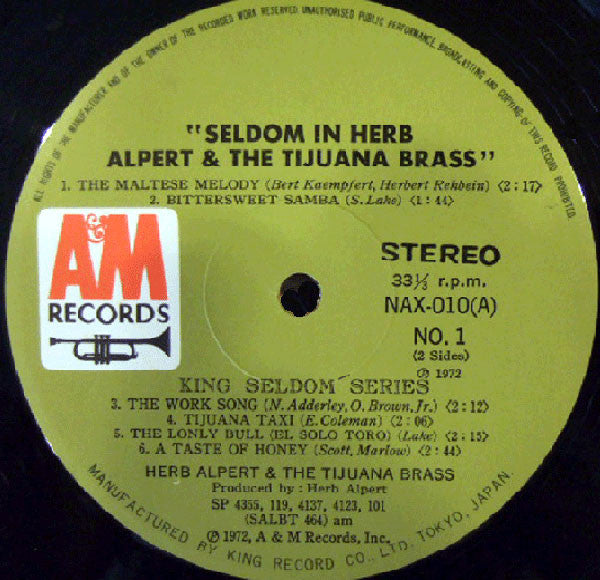 ALL RIGHTS OF THE MANUFACTURER AND OF THE OWNER OF THE RECORDED WORK RESERVED. UNAUTHORISED PUBLIC PERFORMANCE, BROADCASTING AND COPYING OF THIS RECORD PROHIBITED.
"SELDOM IN HERB
ALPERT & THE TIJUANA BRASS"
1. THE MALTESE MELODY (Bert Kaempfert, Herbert Rehbein) <2:17>
2. BITTERSWEET SAMBA (S. Lake) <1:44>
A&M
RECORDS
STEREO
33⅓ r.p.m.
NAX-010(A)
NO. 1
(2 Sides)
Ⓟ 1972
KING SELDOM SERIES
3. THE WORK SONG (N. Adderley, O. Brown, Jr.) <2:12>
4. TIJUANA TAXI (E. Coleman) <2:06>
5. THE LONLY BULL <EL SOLO TORO> (Lake) <2:15>
6. A TASTE OF HONEY (Scott, Marlow) <2:44>
HERB ALPERT & THE TIJUANA BRASS
Produced by : Herb Alpert
SP 4355, 119, 4137, 4123, 101
(SALBT 464) am
Ⓟ 1972, A & M Records, Inc.
MANUFACTURED BY KING RECORD CO., LTD. TOKYO, JAPAN.